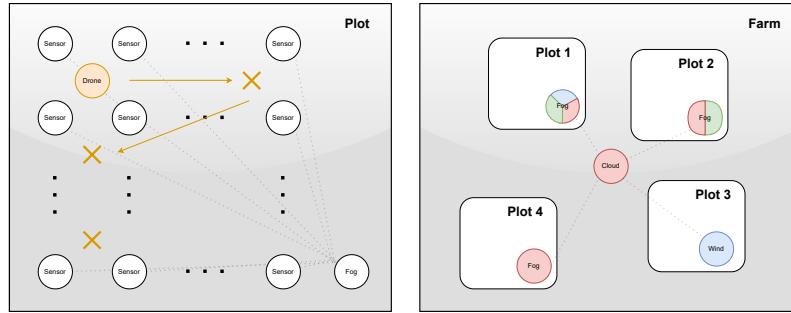 Plot
Sensor Sensor Sensor
Drone
Sensor Sensor Sensor
Sensor Sensor Sensor Fog
Farm
Plot 1
Fog
Plot 2
Fog
Cloud
Plot 4
Fog
Plot 3
Wind